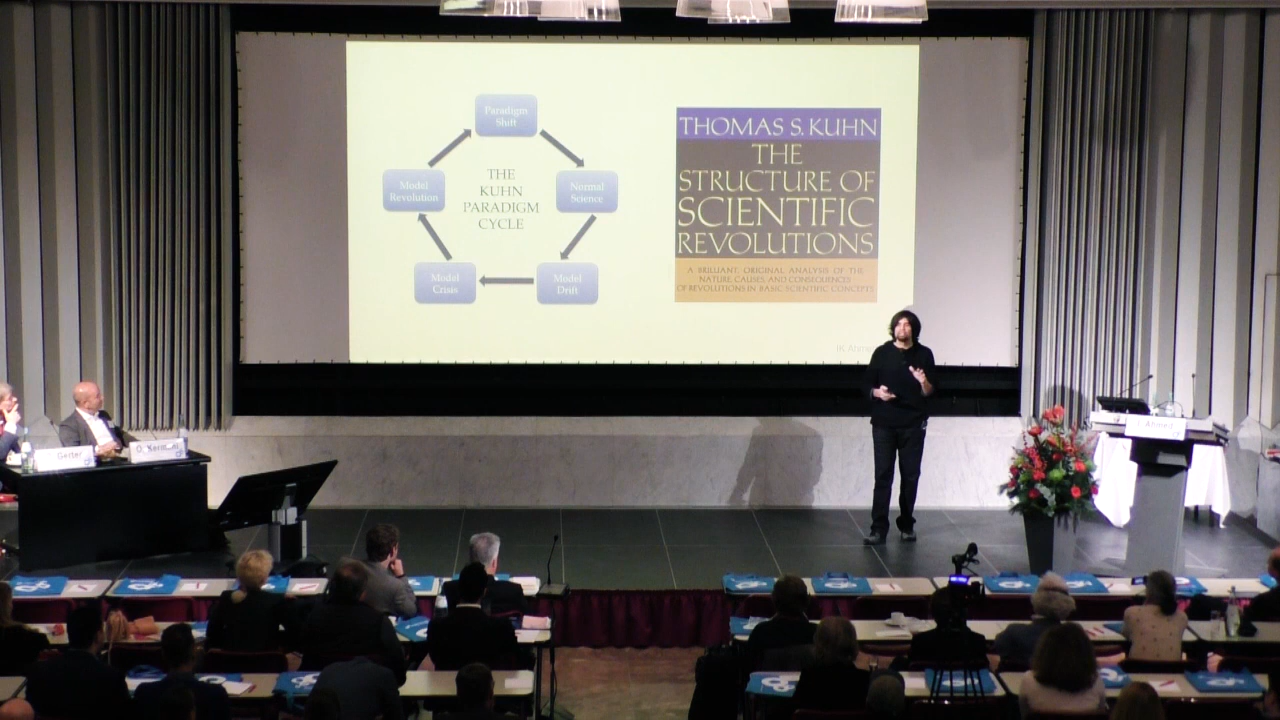 Paradigm
Shift
Model
Revolution
THE
KUHN
PARADIGM
CYCLE
Normal
Science
Model
Crisis
Model
Drift
THOMAS S. KUHN
THE
STRUCTURE OF
SCIENTIFIC
REVOLUTIONS
A BRILLIANT, ORIGINAL ANALYSIS OF THE
NATURE, CAUSES, AND CONSEQUENCES
OF REVOLUTIONS IN BASIC SCIENTIFIC CONCEPTS
Gerber
Ahmed